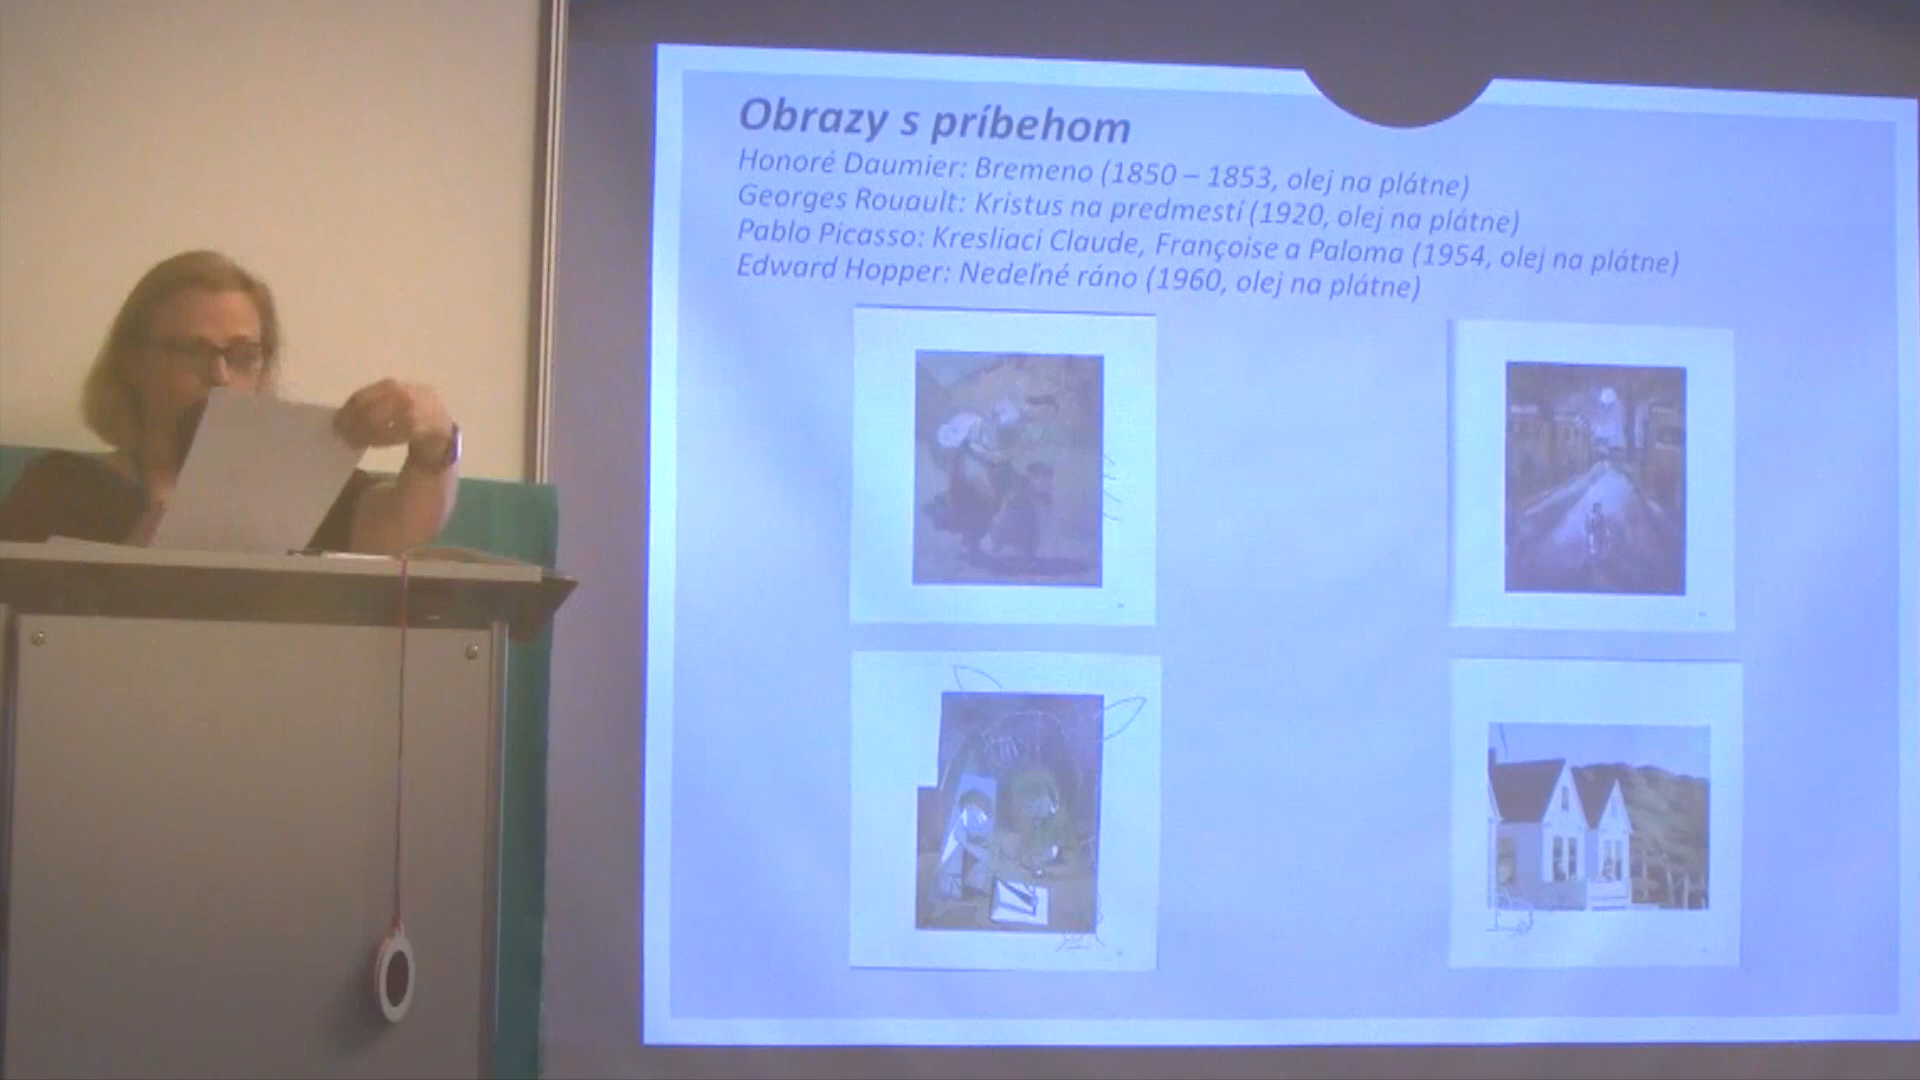 Obrazy s príbehom
Honoré Daumier: Bremeno (1850 – 1853, olej na plátne)
Georges Rouault: Kristus na predmestí (1920, olej na plátne)
Pablo Picasso: Kresliaci Claude, Françoise a Paloma (1954, olej na plátne)
Edward Hopper: Nedeľné ráno (1960, olej na plátne)